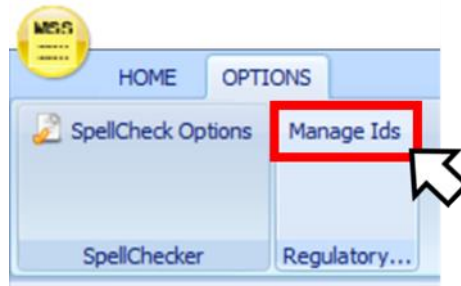 MSS
HOME OPTIONS
SpellCheck Options Manage Ids
SpellChecker Regulatory...